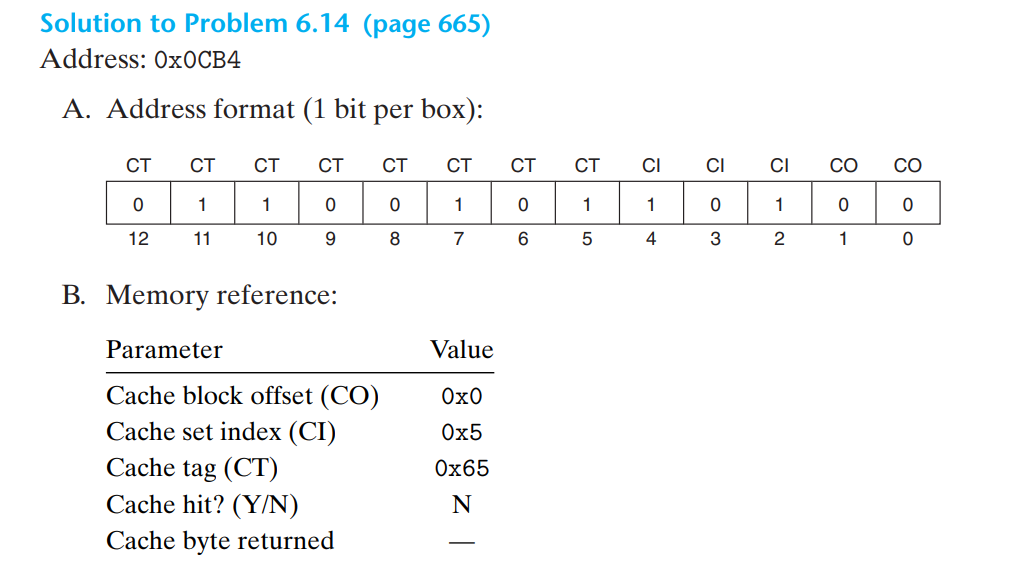 Solution to Problem 6.14 (page 665)
Address: 0x0CB4
A. Address format (1 bit per box):
CT CT CT CT CT CT CT CT CI CI CI CO CO
0 1 1 0 0 1 0 1 1 0 1 0 0
12 11 10 9 8 7 6 5 4 3 2 1 0
B. Memory reference:
Parameter Value
Cache block offset (CO) 0x0
Cache set index (CI) 0x5
Cache tag (CT) 0x65
Cache hit? (Y/N) N
Cache byte returned —